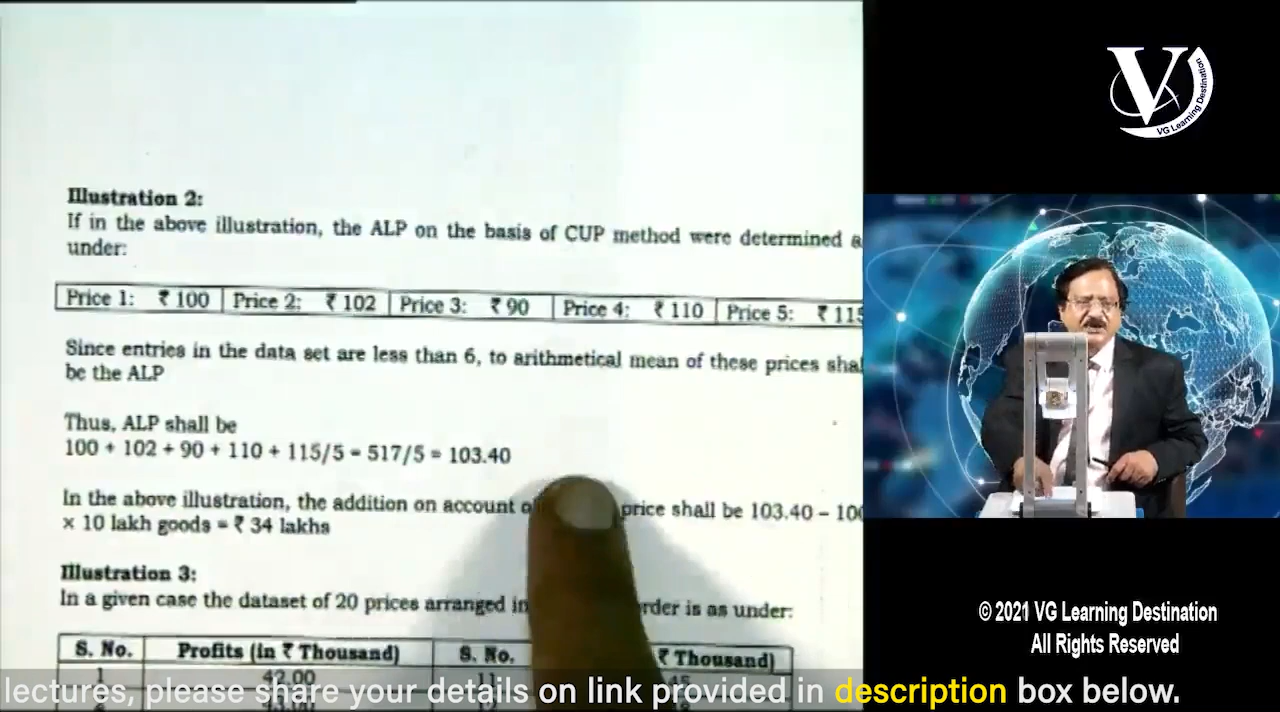 Illustration 2:
If in the above illustration, the ALP on the basis of CUP method were determined a
under:
Price 1: ₹ 100 Price 2: ₹ 102 Price 3: ₹ 90 Price 4: ₹ 110 Price 5: ₹ 115
Since entries in the data set are less than 6, to arithmetical mean of these prices shal
be the ALP
Thus, ALP shall be
100 + 102 + 90 + 110 + 115/5 = 517/5 = 103.40
In the above illustration, the addition on account o price shall be 103.40 - 100
× 10 lakh goods = ₹ 34 lakhs
Illustration 3:
In a given case the dataset of 20 prices arranged in rder is as under:
S. No. Profits (in ₹ Thousand) S. No. ₹ Thousand)
1 42.00 11
lectures, please share your details on link provided in description box below.
V
VG Learning Destination
© 2021 VG Learning Destination
All Rights Reserved